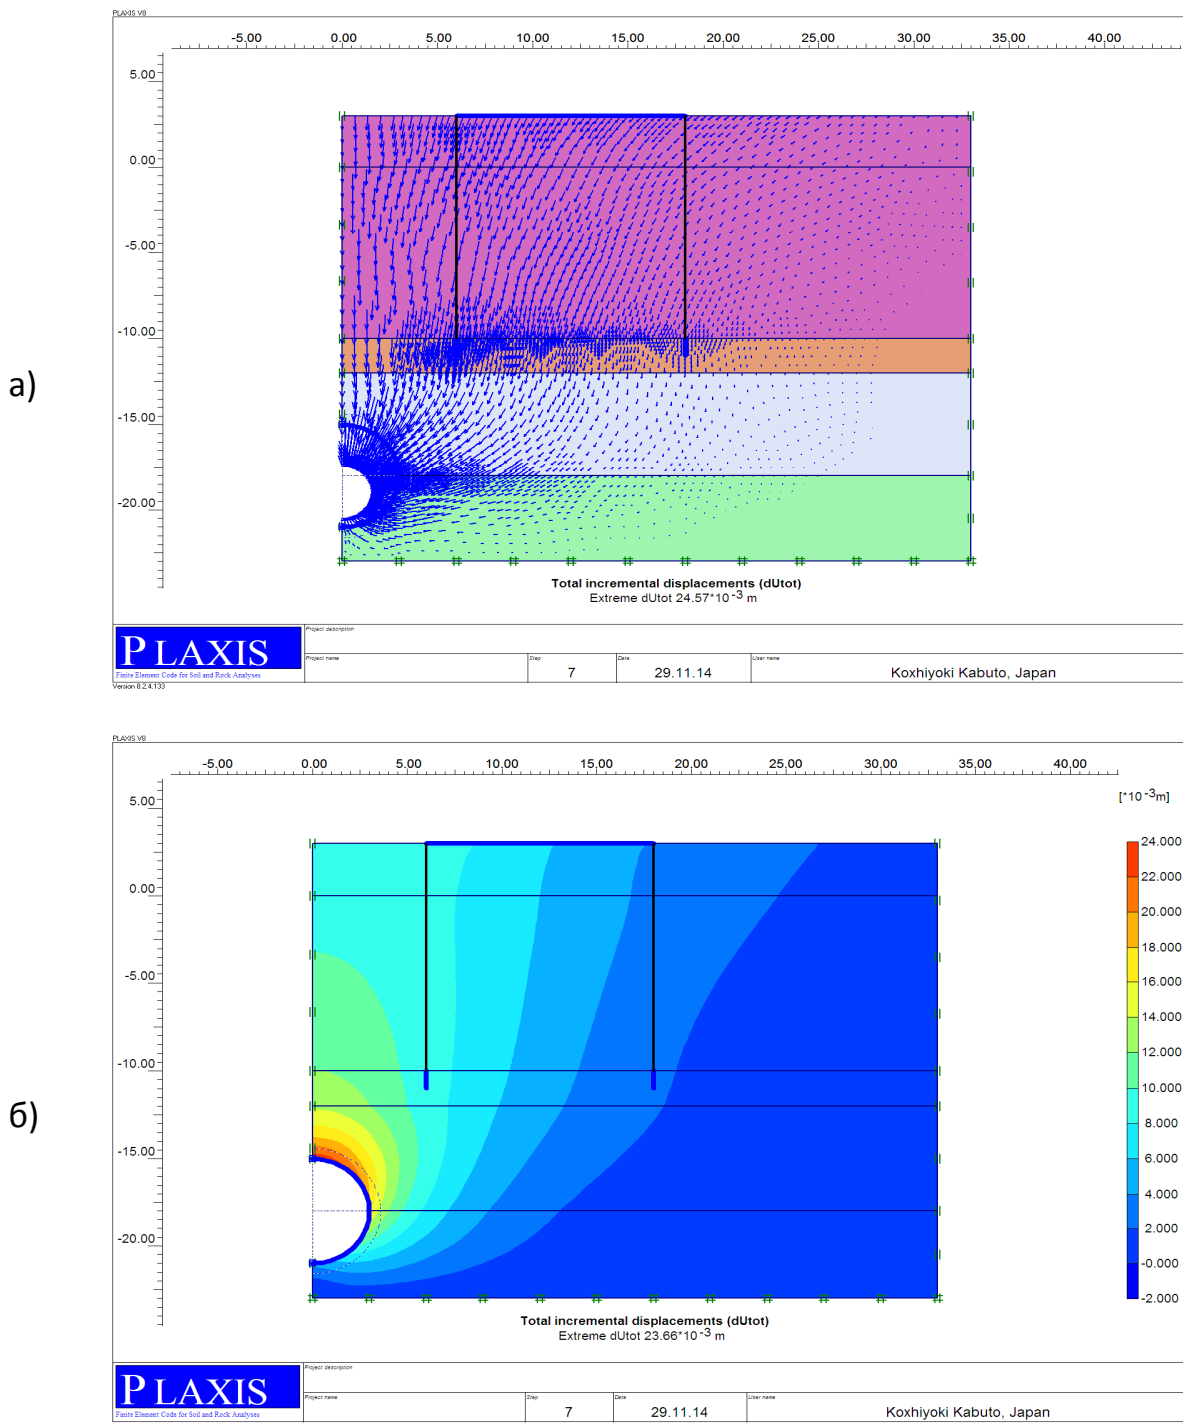 PLAXIS V8
-5.00 0.00 5.00 10.00 15.00 20.00 25.00 30.00 35.00 40.00
5.00
0.00
-5.00
-10.00
а)
-15.00
-20.00
Total incremental displacements (dUtot)
Extreme dUtot 24.57*10-3 m
PLAXIS
Finite Element Code for Soil and Rock Analyses
Version 8.2.4.133
Project description
Project name
Step
7
Date
29.11.14
User name
Koxhiyoki Kabuto, Japan
PLAXIS V8
-5.00 0.00 5.00 10.00 15.00 20.00 25.00 30.00 35.00 40.00
[*10-3m]
5.00
0.00
-5.00
-10.00
б)
-15.00
-20.00
24.000
22.000
20.000
18.000
16.000
14.000
12.000
10.000
8.000
6.000
4.000
2.000
-0.000
-2.000
Total incremental displacements (dUtot)
Extreme dUtot 23.66*10-3 m
PLAXIS
Finite Element Code for Soil and Rock Analyses
Project description
Project name
Step
7
Date
29.11.14
User name
Koxhiyoki Kabuto, Japan